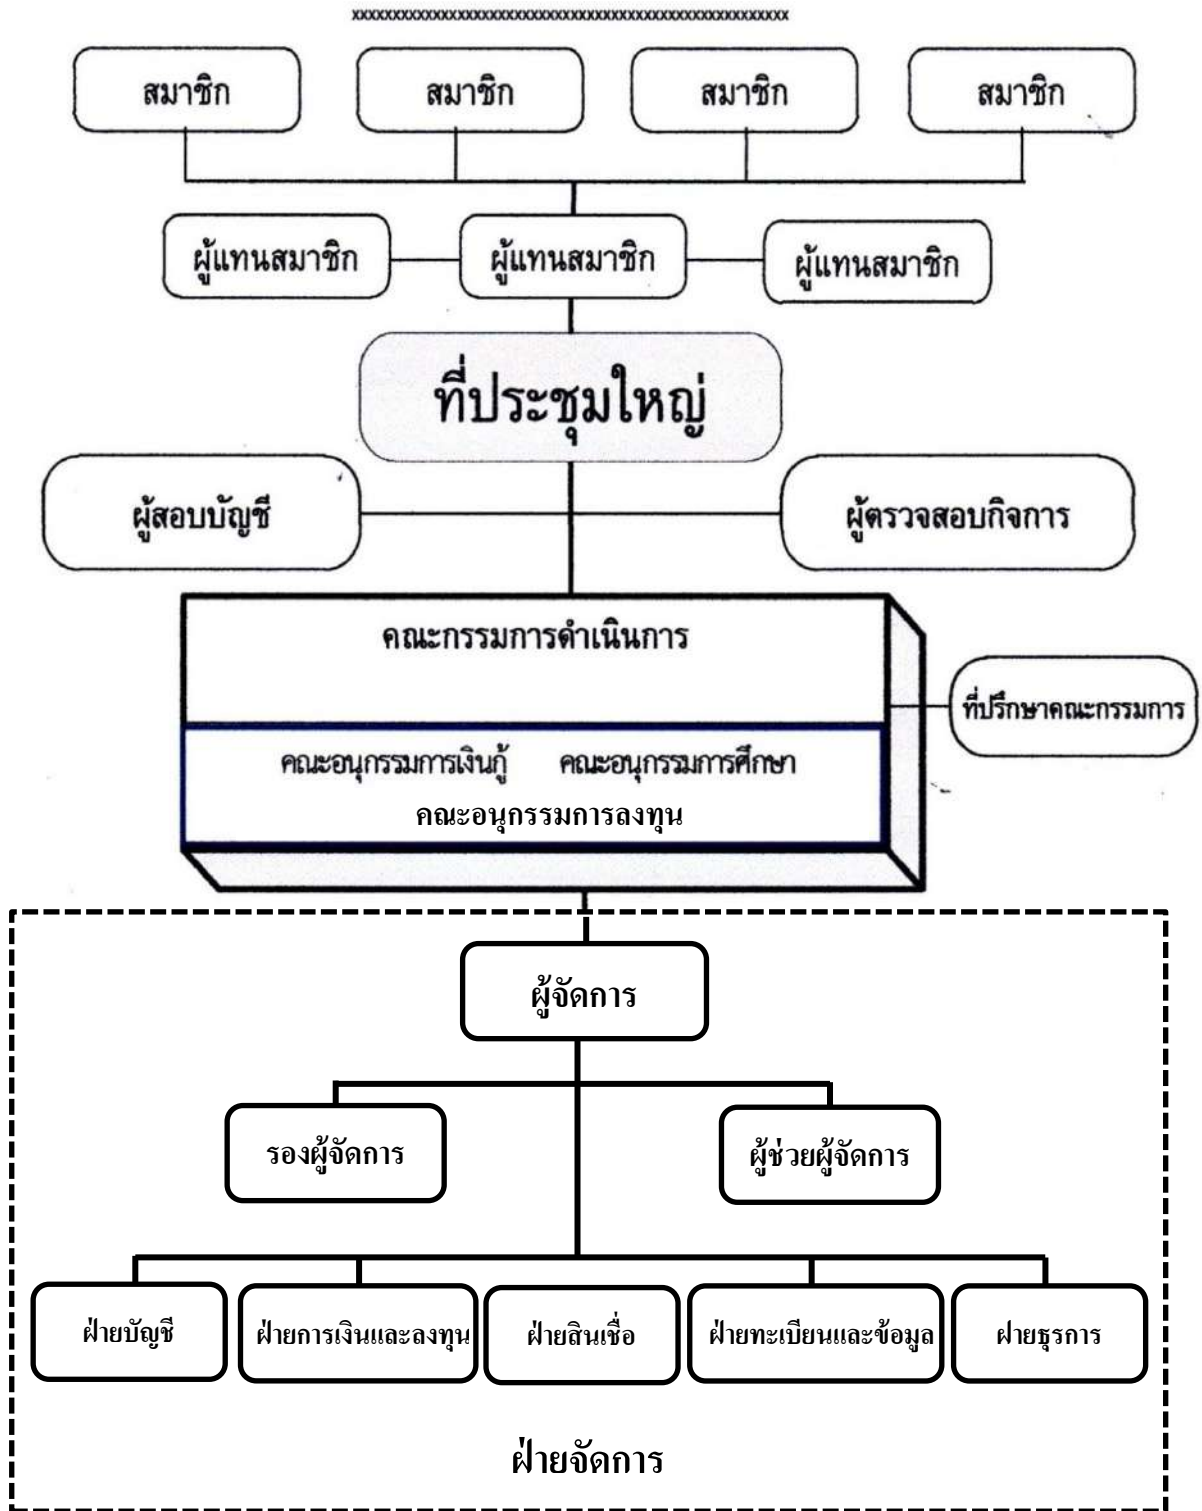 xxxxxxxxxxxxxxxxxxxxxxxxxxxxxxxxxxxxxxxxxxxxxxxxxxxxxx
สมาชิก สมาชิก สมาชิก สมาชิก
ผู้แทนสมาชิก ผู้แทนสมาชิก ผู้แทนสมาชิก
ที่ประชุมใหญ่
ผู้สอบบัญชี ผู้ตรวจสอบกิจการ
คณะกรรมการดำเนินการ
ที่ปรึกษาคณะกรรมการ
คณะอนุกรรมการเงินกู้ คณะอนุกรรมการศึกษา
คณะอนุกรรมการลงทุน
ผู้จัดการ
รองผู้จัดการ ผู้ช่วยผู้จัดการ
ฝ่ายบัญชี ฝ่ายการเงินและลงทุน ฝ่ายสินเชื่อ ฝ่ายทะเบียนและข้อมูล ฝายธุรการ
ฝ่ายจัดการ